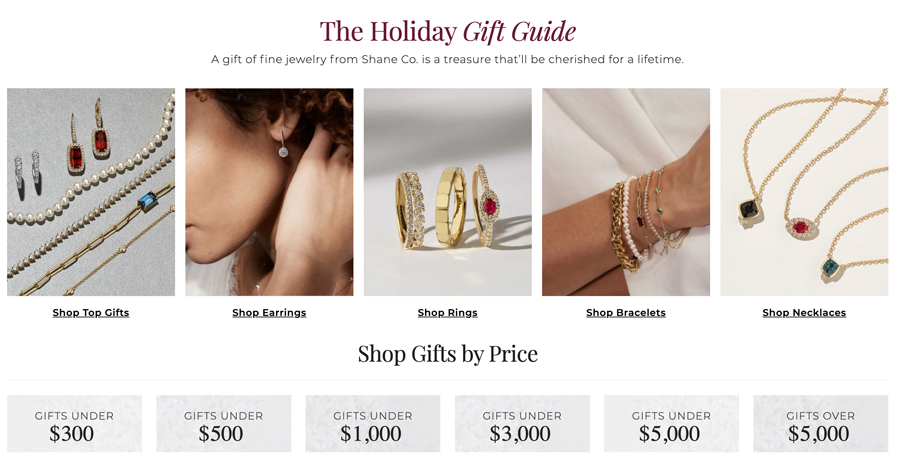 The Holiday Gift Guide
A gift of fine jewelry from Shane Co. is a treasure that'll be cherished for a lifetime.
Shop Top Gifts
Shop Earrings
Shop Rings
Shop Bracelets
Shop Necklaces
Shop Gifts by Price
GIFTS UNDER
$300
GIFTS UNDER
$500
GIFTS UNDER
$1,000
GIFTS UNDER
$3,000
GIFTS UNDER
$5,000
GIFTS OVER
$5,000